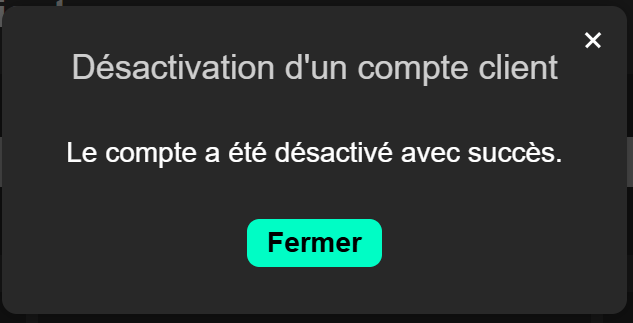 Désactivation d'un compte client
Le compte a été désactivé avec succès.
Fermer